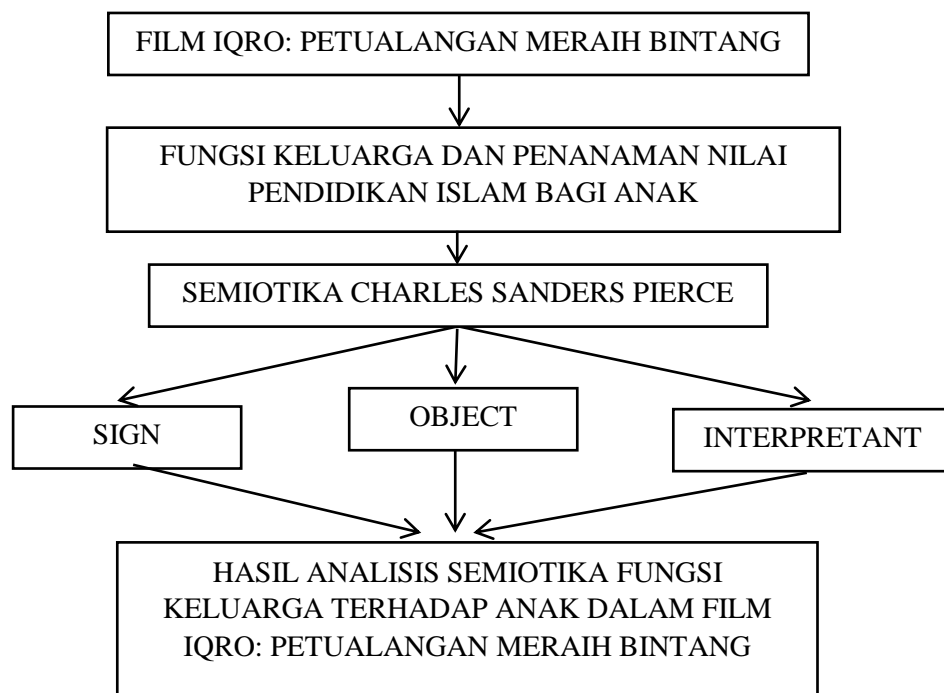 FILM IQRO: PETUALANGAN MERAIH BINTANG
FUNGSI KELUARGA DAN PENANAMAN NILAI
PENDIDIKAN ISLAM BAGI ANAK
SEMIOTIKA CHARLES SANDERS PIERCE
SIGN
OBJECT
INTERPRETANT
HASIL ANALISIS SEMIOTIKA FUNGSI
KELUARGA TERHADAP ANAK DALAM FILM
IQRO: PETUALANGAN MERAIH BINTANG